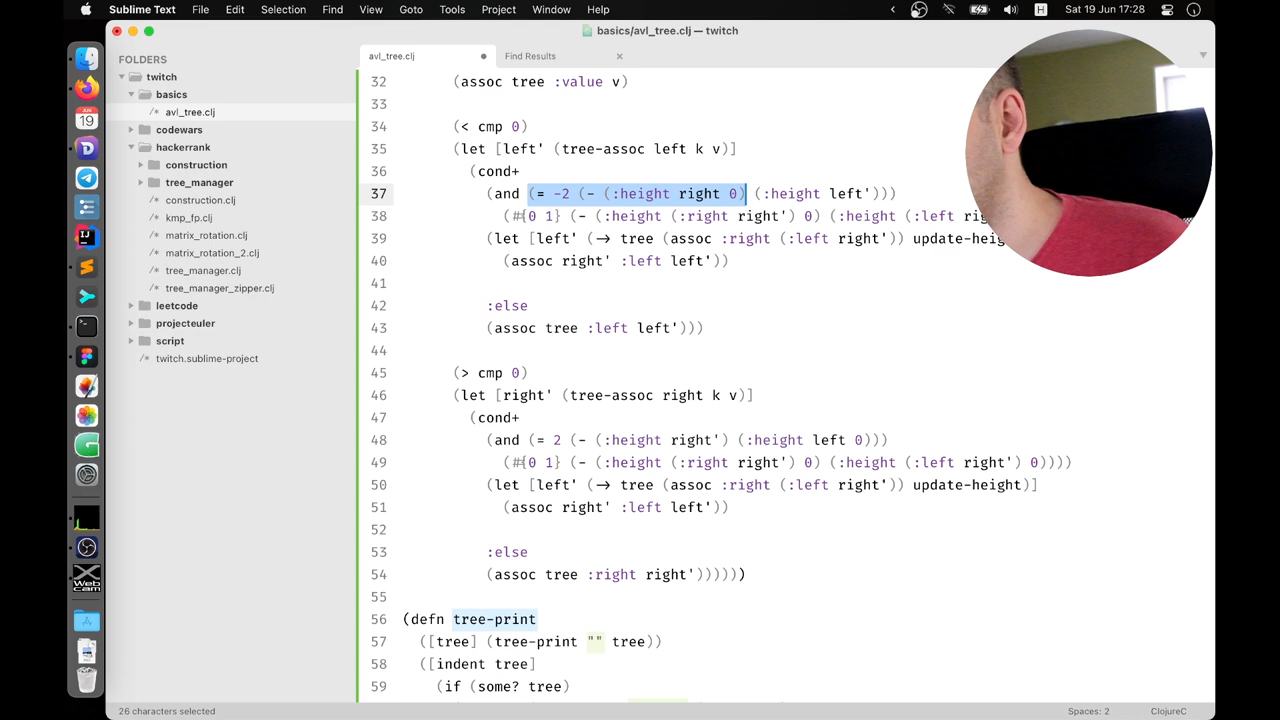 Sublime Text File Edit Selection Find View Goto Tools Project Window Help H Sat 19 Jun 17:28
basics/avl_tree.clj — twitch
FOLDERS
twitch
basics
/* avl_tree.clj
codewars
hackerrank
construction
tree_manager
/* construction.clj
/* kmp_fp.clj
/* matrix_rotation.clj
/* matrix_rotation_2.clj
/* tree_manager.clj
/* tree_manager_zipper.clj
leetcode
projecteuler
script
/* twitch.sublime-project
avl_tree.clj Find Results
32 (assoc tree :value v)
33
34 (< cmp 0)
35 (let [left' (tree-assoc left k v)]
36 (cond+
37 (and (= -2 (- (:height right 0) (:height left')))
38 (#{0 1} (- (:height (:right right') 0) (:height (:left
39 (let [left' (-> tree (assoc :right (:left right'))
40 (assoc right' :left left'))
41
42 :else
43 (assoc tree :left left')))
44
45 (> cmp 0)
46 (let [right' (tree-assoc right k v)]
47 (cond+
48 (and (= 2 (- (:height right') (:height left 0)))
49 (#{0 1} (- (:height (:right right') 0) (:height (:left right') 0))))
50 (let [left' (-> tree (assoc :right (:left right')) update-height)]
51 (assoc right' :left left'))
52
53 :else
54 (assoc tree :right right'))))))
55
56 (defn tree-print
57 ([tree] (tree-print "" tree))
58 ([indent tree]
59 (if (some? tree)
26 characters selected Spaces: 2 ClojureC
JUN
19
IJ
Web
cam